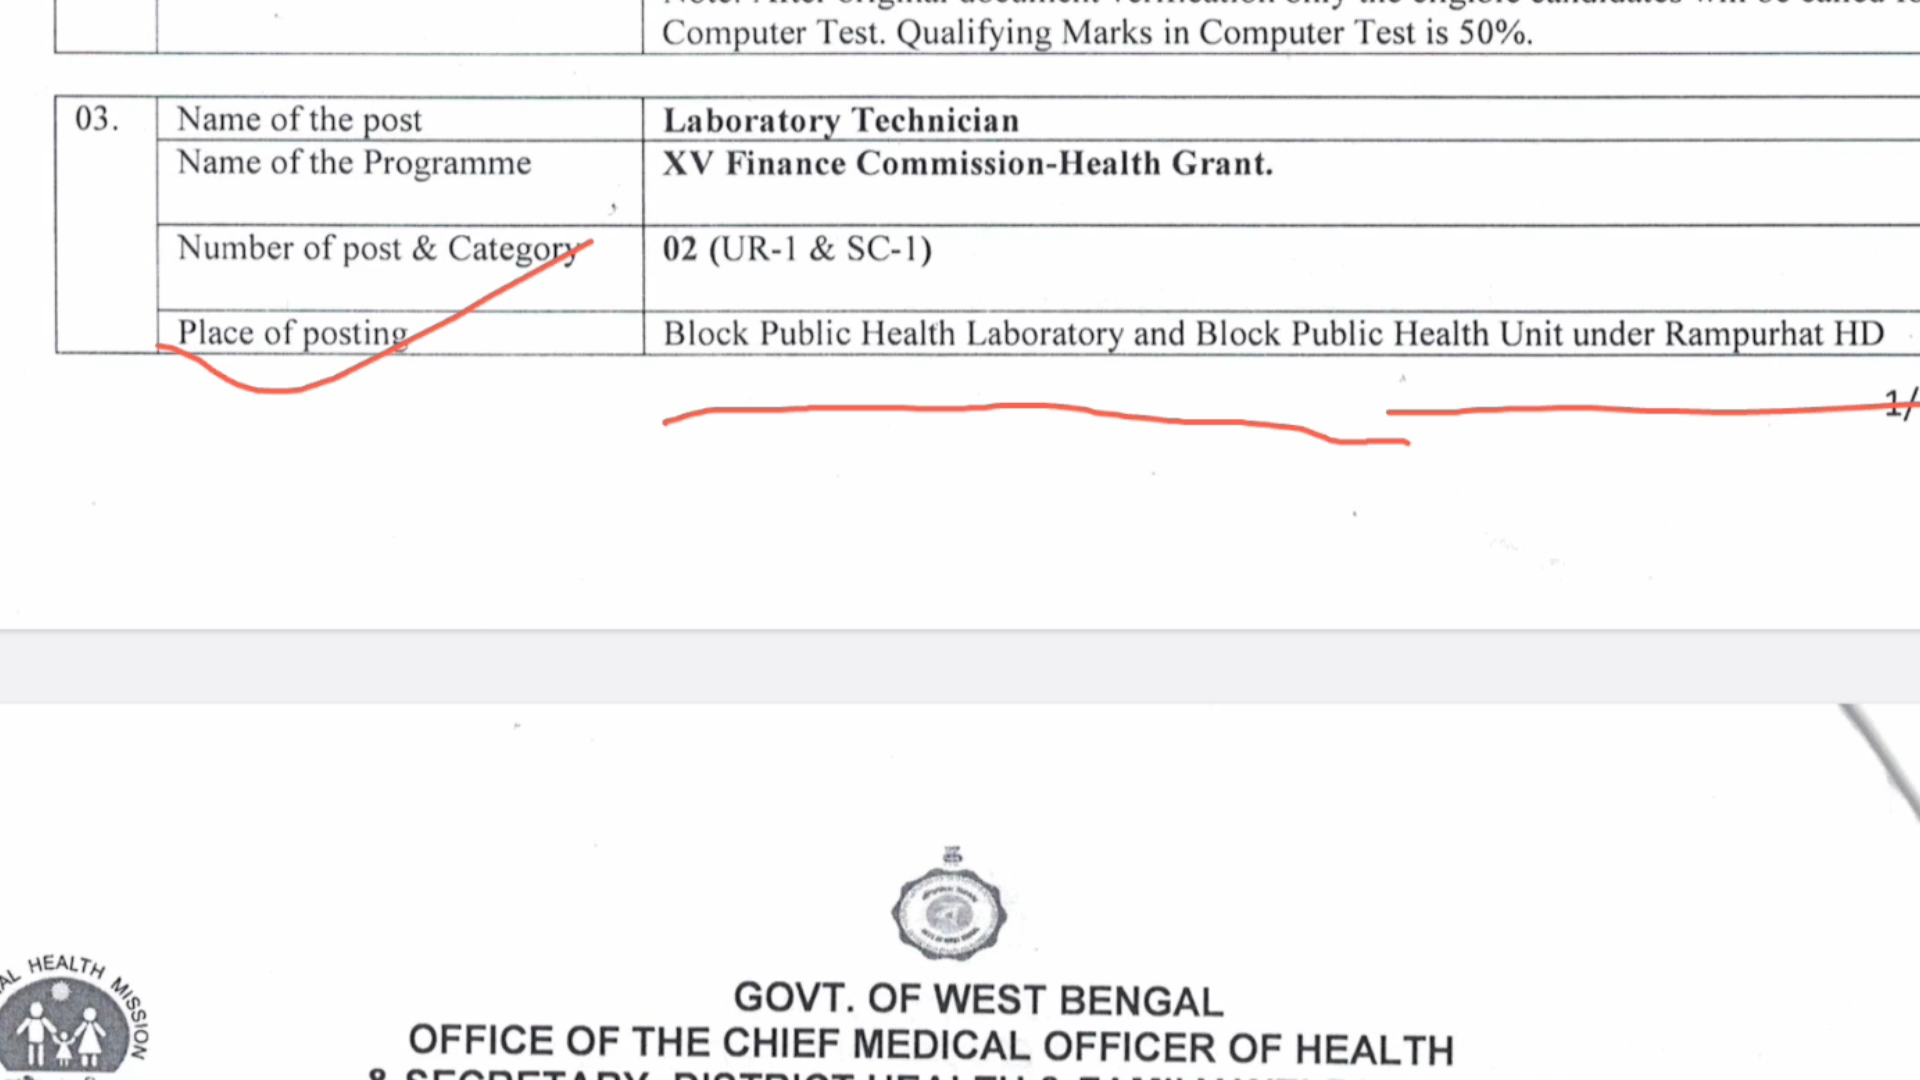 Computer Test. Qualifying Marks in Computer Test is 50%.
03. Name of the post Laboratory Technician
Name of the Programme XV Finance Commission-Health Grant.
Number of post & Category 02 (UR-1 & SC-1)
Place of posting Block Public Health Laboratory and Block Public Health Unit under Rampurhat HD
1/
HEALTH MISSION
GOVT. OF WEST BENGAL
OFFICE OF THE CHIEF MEDICAL OFFICER OF HEALTH